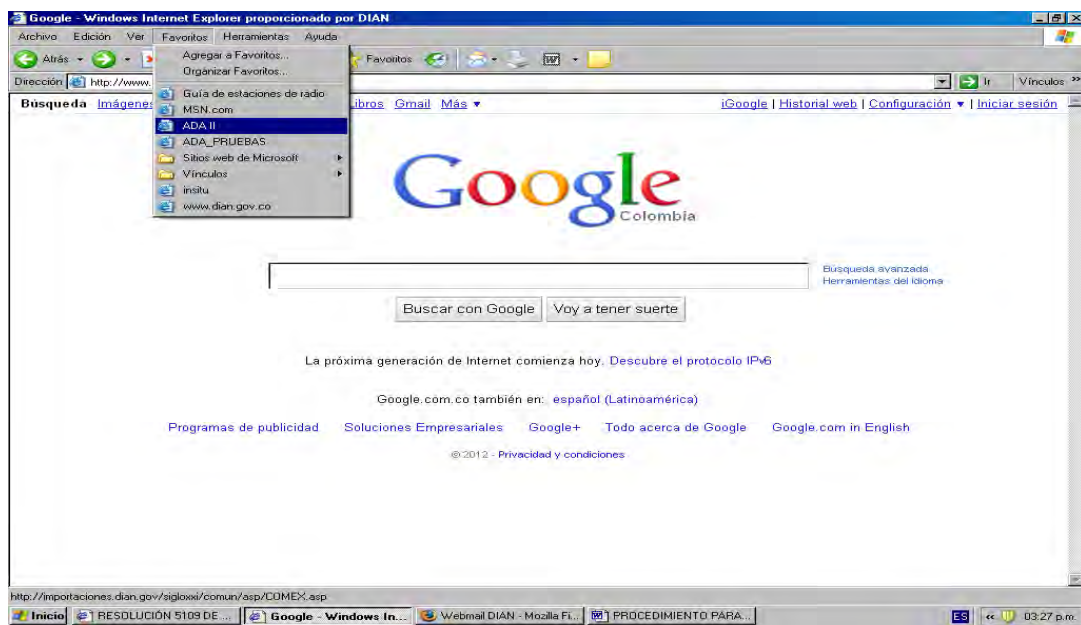 Google - Windows Internet Explorer proporcionado por DIAN
Archivo Edición Ver Favoritos Herramientas Ayuda
Atrás Favoritos
Agregar a Favoritos...
Organizar Favoritos...
Guía de estaciones de radio
MSN.com
ADA II
ADA_PRUEBAS
Sitios web de Microsoft
Vínculos
insitu
www.dian.gov.co
Dirección http://www. Ir Vínculos »
Búsqueda Imágenes Libros Gmail Más ▼ iGoogle | Historial web | Configuración ▼ | Iniciar sesión
Google
Colombia
Búsqueda avanzada
Herramientas del idioma
Buscar con Google Voy a tener suerte
La próxima generación de Internet comienza hoy. Descubre el protocolo IPv6
Google.com.co también en: español (Latinoamérica)
Programas de publicidad Soluciones Empresariales Google+ Todo acerca de Google Google.com in English
© 2012 - Privacidad y condiciones
http://importaciones.dian.gov/sigloxxi/comun/asp/COMEX.asp
Inicio RESOLUCIÓN 5109 DE ... Google - Windows In... Webmail DIAN - Mozilla Fi... PROCEDIMIENTO PARA... ES « 03:27 p.m.